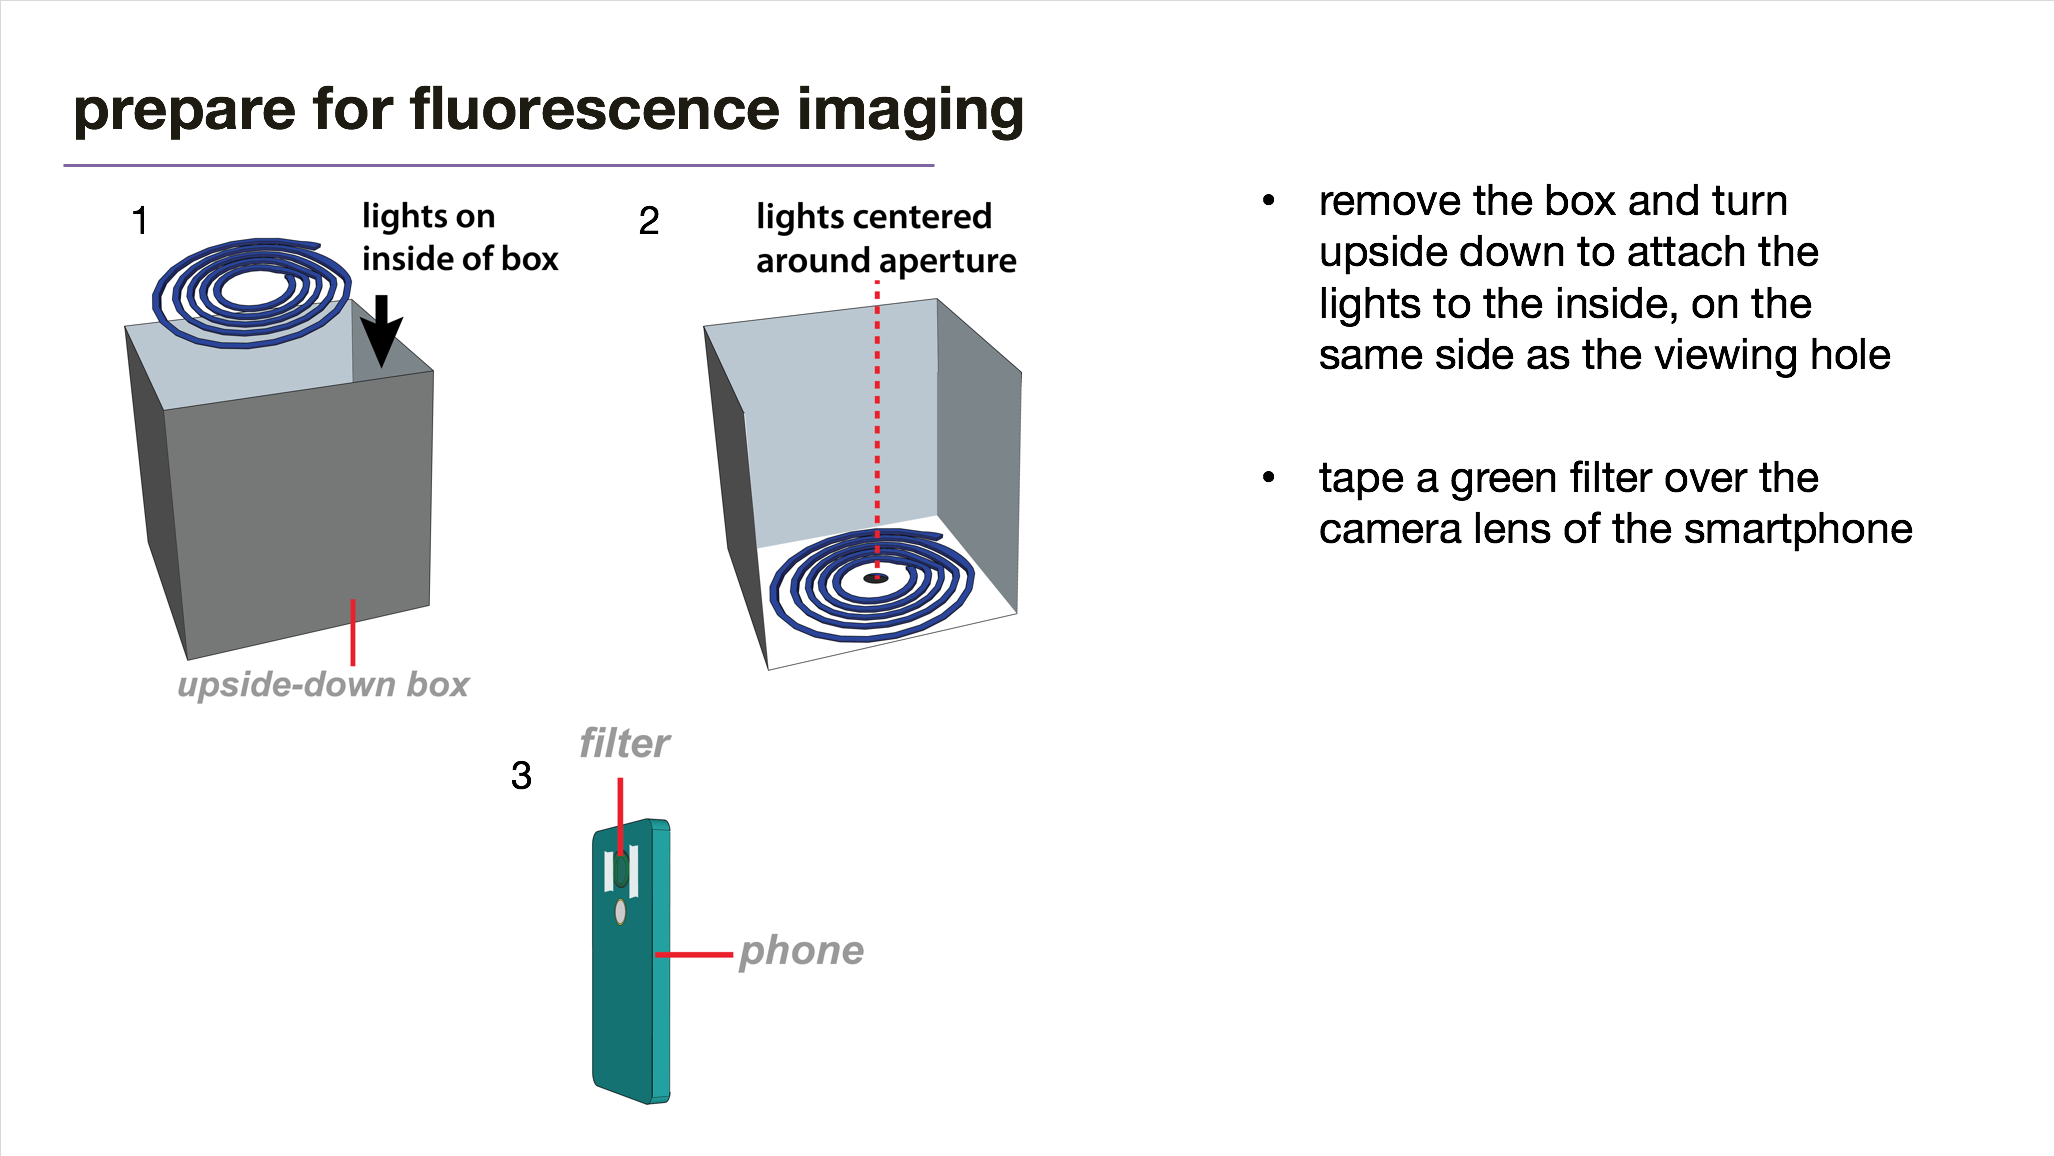 prepare for fluorescence imaging
1
lights on
inside of box
upside-down box
2
lights centered
around aperture
3
filter
phone
• remove the box and turn
upside down to attach the
lights to the inside, on the
same side as the viewing hole
• tape a green filter over the
camera lens of the smartphone